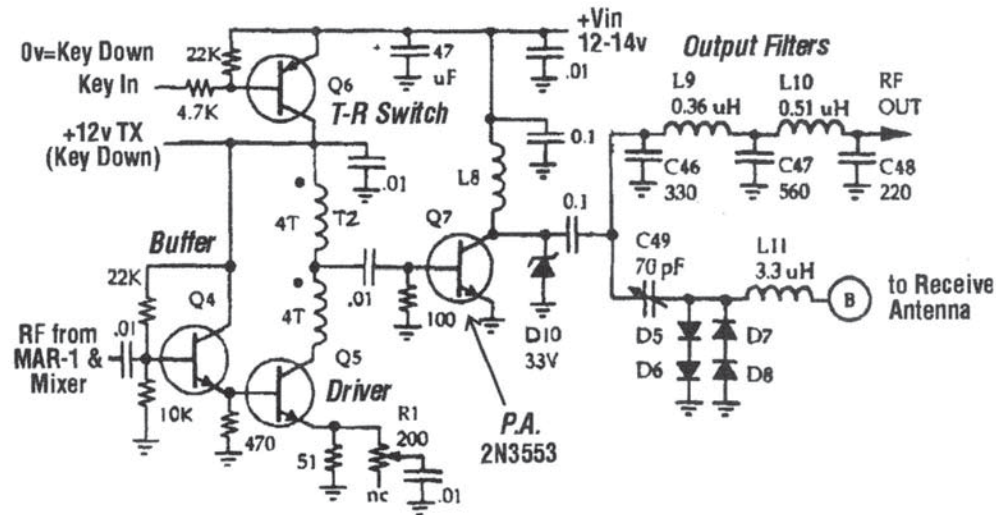 0v=Key Down
Key In
22K
4.7K
Q6
T-R Switch
47
uF
+Vin
12-14v
.01
Output Filters
L9
0.36 uH
L10
0.51 uH
RF
OUT
+12v TX
(Key Down)
.01
0.1
C46
330
C47
560
C48
220
4T
T2
L8
Q7
0.1
Buffer
22K
Q4
4T
.01
100
D10
33V
C49
70 pF
L11
3.3 uH
B
to Receive
Antenna
RF from
MAR-1 &
Mixer
.01
Q5
Driver
D5
D7
D6
D8
10K
470
51
R1
200
nc
.01
P.A.
2N3553